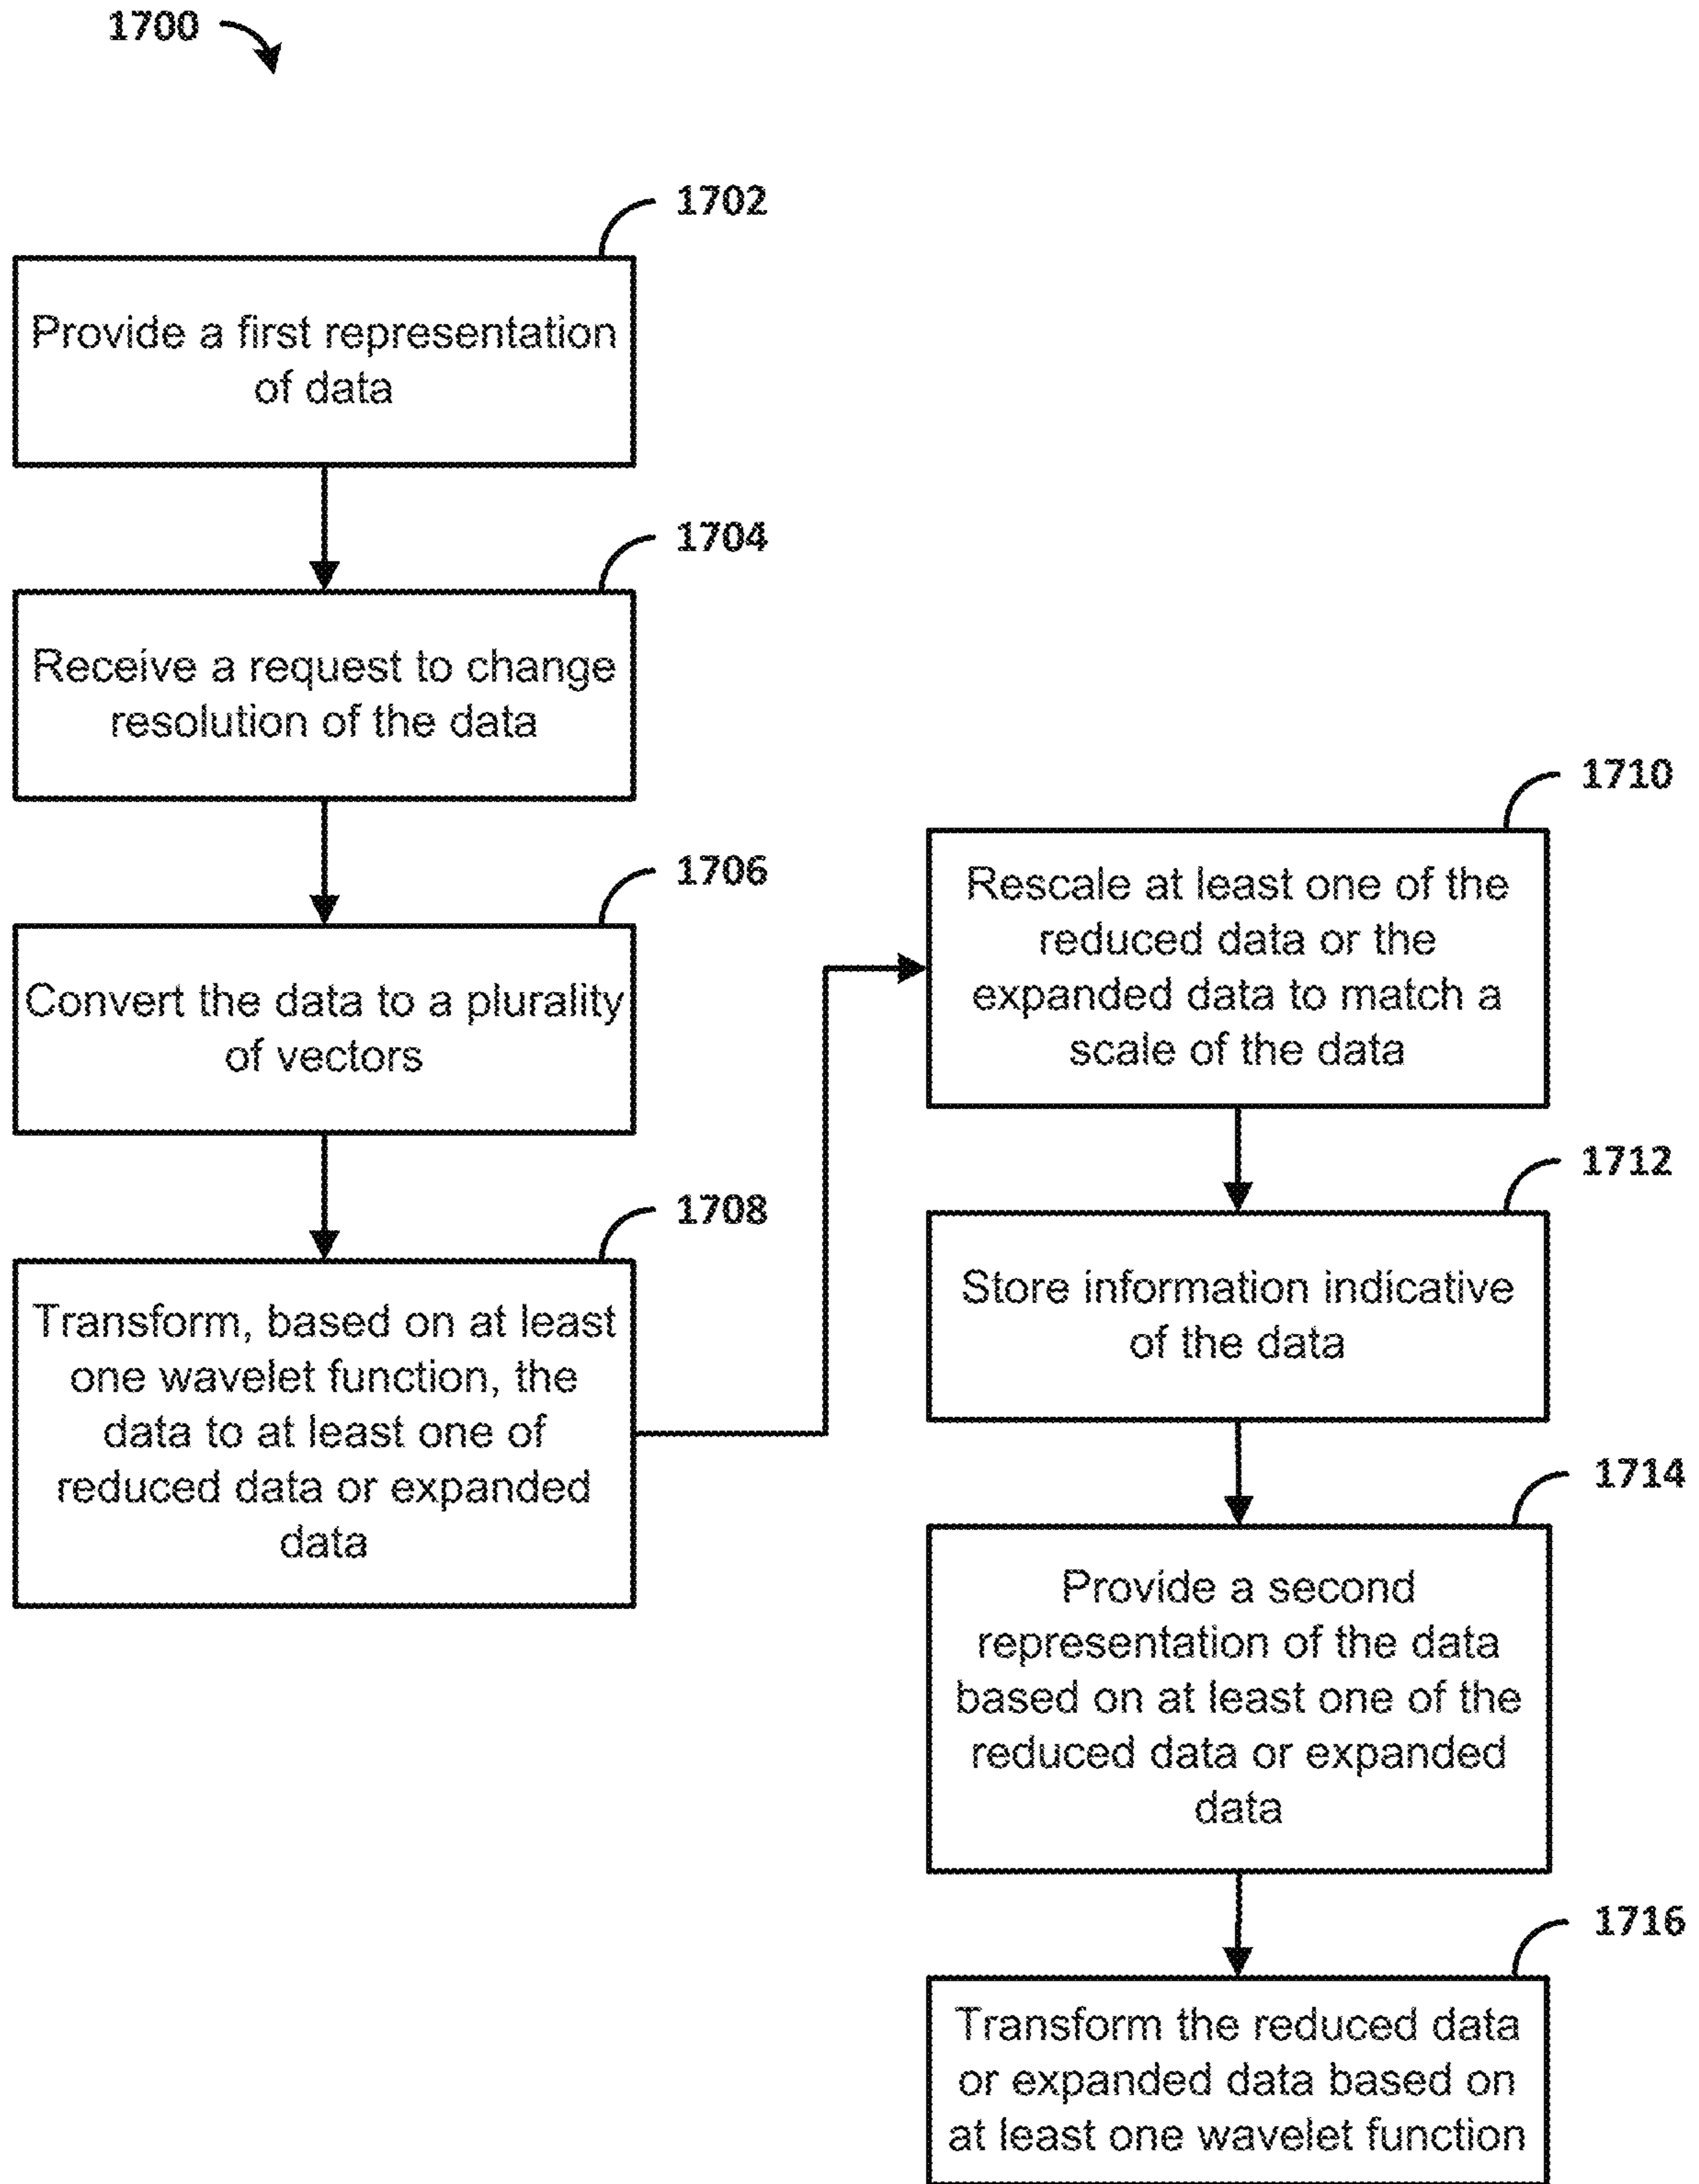 1700
1702
Provide a first representation
of data
1704
Receive a request to change
resolution of the data
1706
Convert the data to a plurality
of vectors
1708
Transform, based on at least
one wavelet function, the
data to at least one of
reduced data or expanded
data
1710
Rescale at least one of the
reduced data or the
expanded data to match a
scale of the data
1712
Store information indicative
of the data
1714
Provide a second
representation of the data
based on at least one of the
reduced data or expanded
data
1716
Transform the reduced data
or expanded data based on
at least one wavelet function